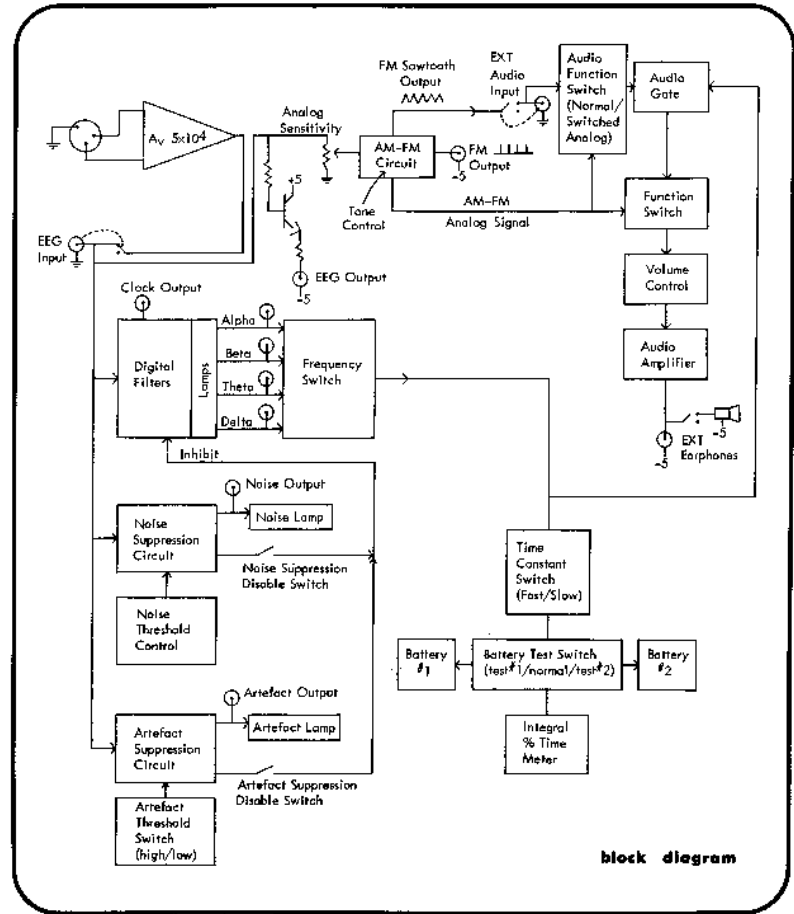 FM Sawtooth
Output
EXT
Audio
Input
Audio
Function
Switch
(Normal/
Switched
Analog)
Audio
Gate
Analog
Sensitivity
Av 5x10⁴
AM-FM
Circuit
FM
Output
-5
+5
Tone
Control
AM-FM
Analog Signal
Function
Switch
EEG
Input
EEG Output
-5
Volume
Control
Clock Output
Digital
Filters
Lamps
Alpha
Beta
Theta
Delta
Frequency
Switch
Audio
Amplifier
-5
EXT
Earphones
-5
Inhibit
Noise Output
Noise Lamp
Noise
Suppression
Circuit
Noise Suppression
Disable Switch
Noise
Threshold
Control
Time
Constant
Switch
(Fast/Slow)
Battery
#1
Battery Test Switch
(test#1/normal/test#2)
Battery
#2
Integral
% Time
Meter
Artefact Output
Artefact Lamp
Artefact
Suppression
Circuit
Artefact Suppression
Disable Switch
Artefact
Threshold
Switch
(high/low)
block diagram